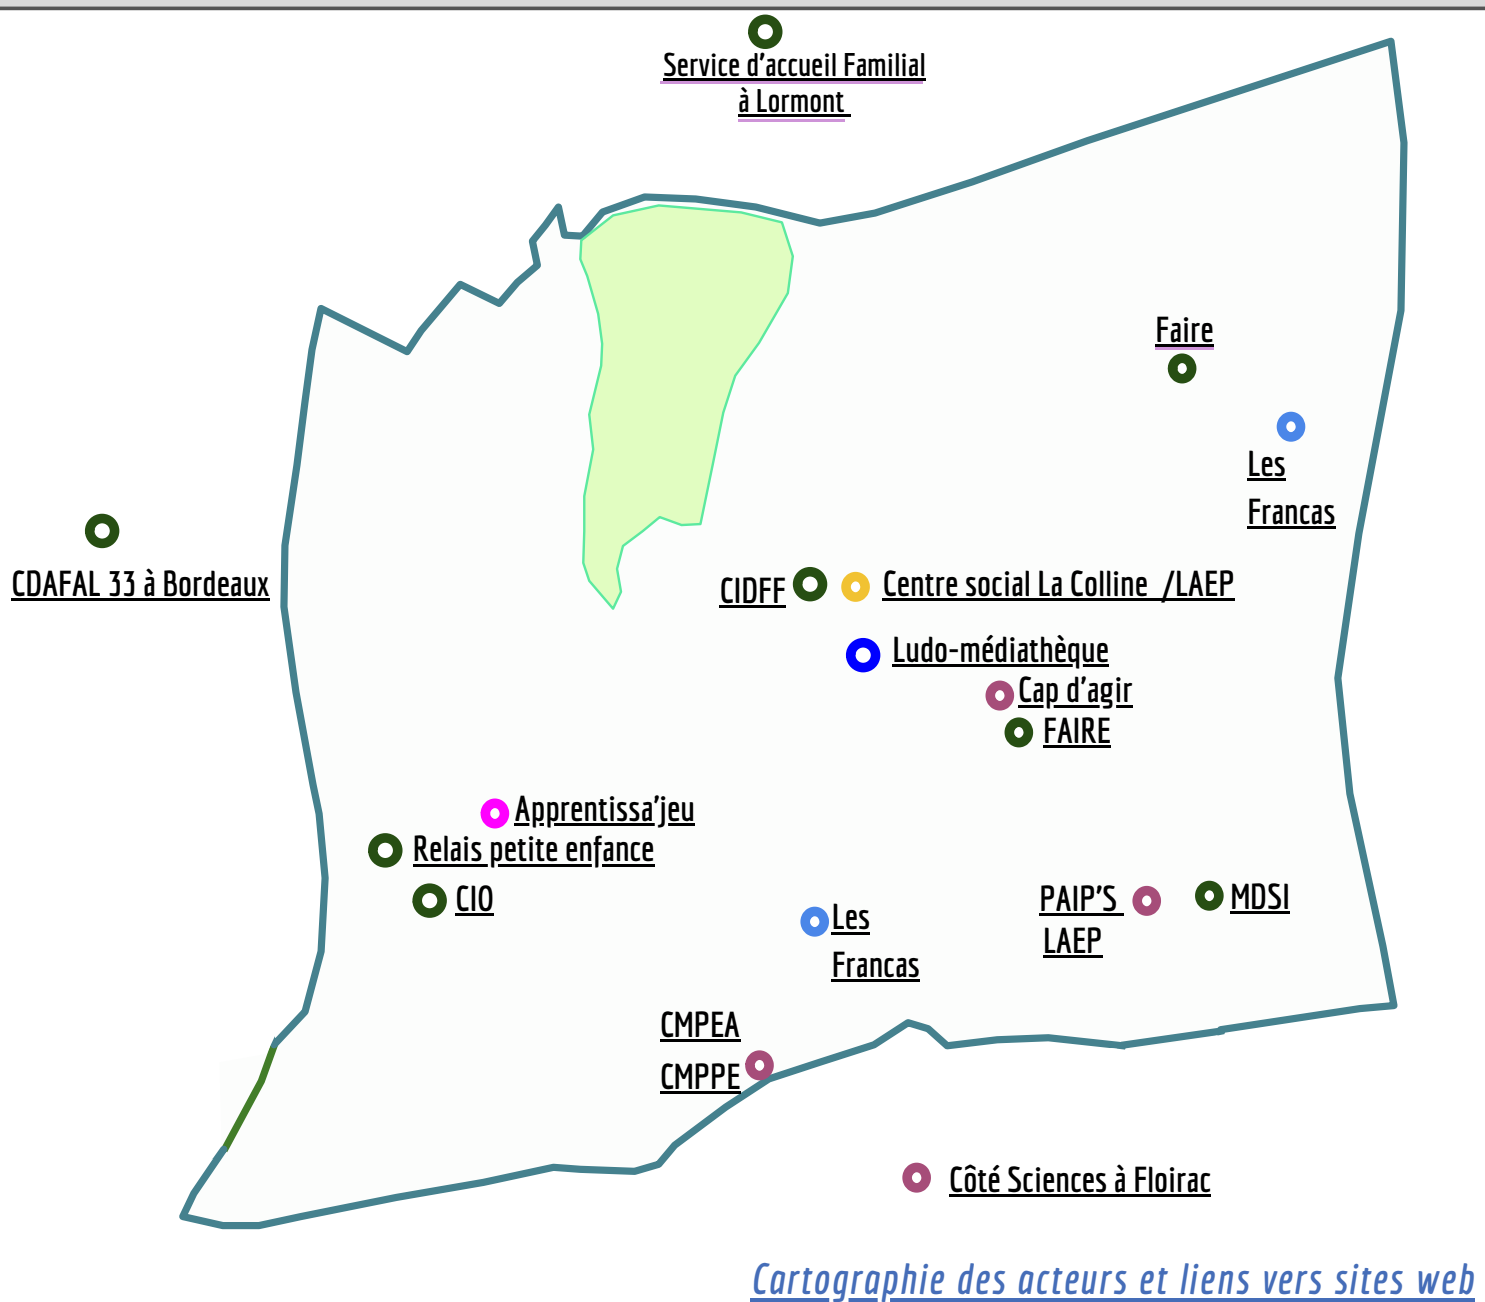 Service d'accueil Familial
à Lormont
Faire
Les
Francas
CDAFAL 33 à Bordeaux
CIDFF
Centre social La Colline /LAEP
Ludo-médiathèque
Cap d'agir
FAIRE
Apprentissa'jeu
Relais petite enfance
CIO
Les
Francas
PAIP'S
LAEP
MDSI
CMPEA
CMPPE
Côté Sciences à Floirac
Cartographie des acteurs et liens vers sites web